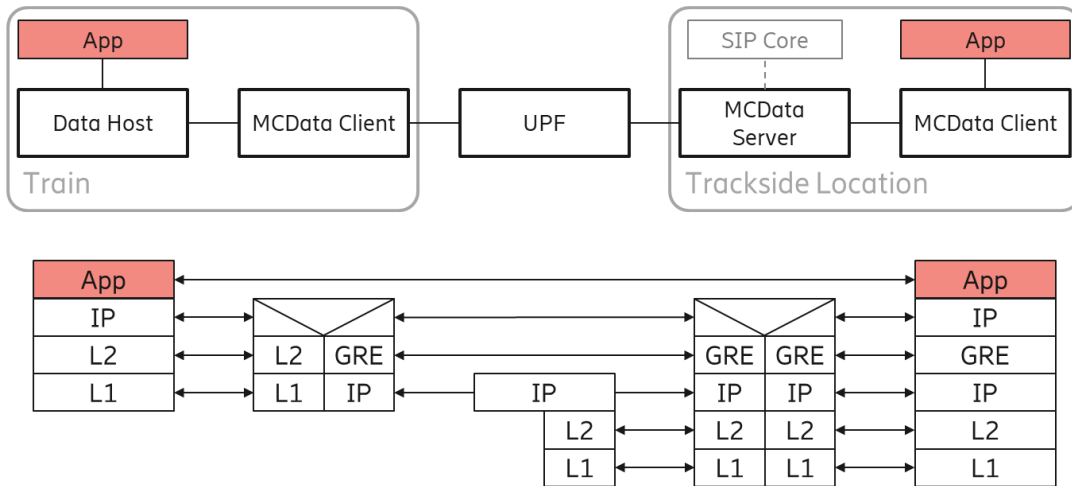 App
SIP Core
App
Data Host
MCData Client
UPF
MCData
Server
MCData Client
Train
Trackside Location
App
App
IP
IP
L2
L2
GRE
GRE
GRE
GRE
L1
L1
IP
IP
IP
IP
IP
L2
L2
L2
L2
L1
L1
L1
L1